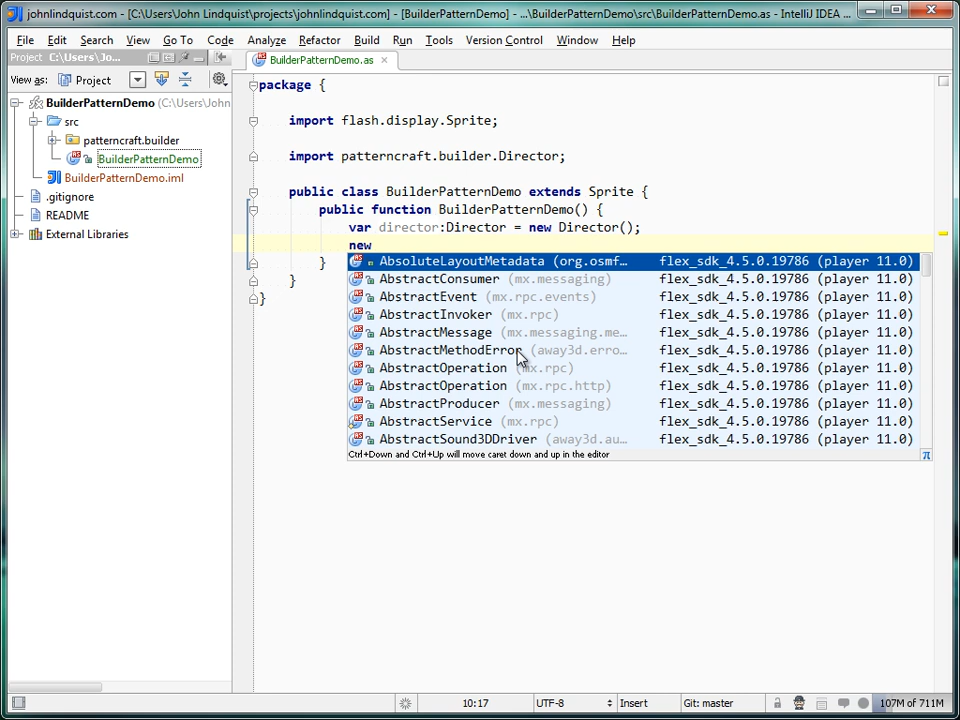 johnlindquist.com - [C:\Users\John Lindquist\projects\johnlindquist.com] - [BuilderPatternDemo] - ...\BuilderPatternDemo\src\BuilderPatternDemo.as - IntelliJ IDEA ...
File Edit Search View Go To Code Analyze Refactor Build Run Tools Version Control Window Help
Project C:\Users\Jo...
BuilderPatternDemo.as
View as: Project
BuilderPatternDemo (C:\Users\John
src
patterncraft.builder
BuilderPatternDemo
BuilderPatternDemo.iml
.gitignore
README
External Libraries
package {
import flash.display.Sprite;
import patterncraft.builder.Director;
public class BuilderPatternDemo extends Sprite {
public function BuilderPatternDemo() {
var director:Director = new Director();
new
}
}
}
AbsoluteLayoutMetadata (org.osmf... flex_sdk_4.5.0.19786 (player 11.0)
AbstractConsumer (mx.messaging) flex_sdk_4.5.0.19786 (player 11.0)
AbstractEvent (mx.rpc.events) flex_sdk_4.5.0.19786 (player 11.0)
AbstractInvoker (mx.rpc) flex_sdk_4.5.0.19786 (player 11.0)
AbstractMessage (mx.messaging.me... flex_sdk_4.5.0.19786 (player 11.0)
AbstractMethodError (away3d.erro... flex_sdk_4.5.0.19786 (player 11.0)
AbstractOperation (mx.rpc) flex_sdk_4.5.0.19786 (player 11.0)
AbstractOperation (mx.rpc.http) flex_sdk_4.5.0.19786 (player 11.0)
AbstractProducer (mx.messaging) flex_sdk_4.5.0.19786 (player 11.0)
AbstractService (mx.rpc) flex_sdk_4.5.0.19786 (player 11.0)
AbstractSound3DDriver (away3d.au... flex_sdk_4.5.0.19786 (player 11.0)
Ctrl+Down and Ctrl+Up will move caret down and up in the editor π
10:17 UTF-8 Insert Git: master 107M of 711M